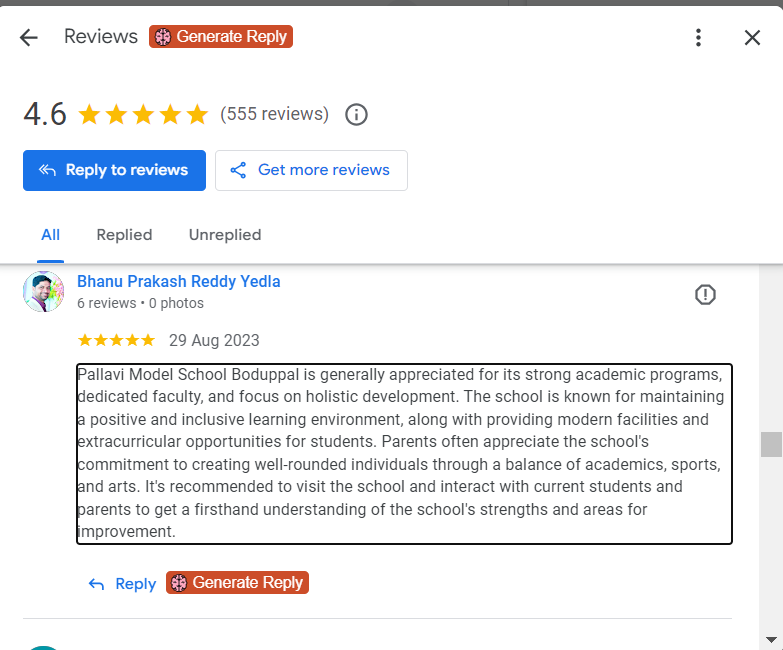 Reviews Generate Reply
4.6 (555 reviews)
Reply to reviews Get more reviews
All Replied Unreplied
Bhanu Prakash Reddy Yedla
6 reviews • 0 photos
29 Aug 2023
Pallavi Model School Boduppal is generally appreciated for its strong academic programs,
dedicated faculty, and focus on holistic development. The school is known for maintaining
a positive and inclusive learning environment, along with providing modern facilities and
extracurricular opportunities for students. Parents often appreciate the school's
commitment to creating well-rounded individuals through a balance of academics, sports,
and arts. It's recommended to visit the school and interact with current students and
parents to get a firsthand understanding of the school's strengths and areas for
improvement.
Reply Generate Reply